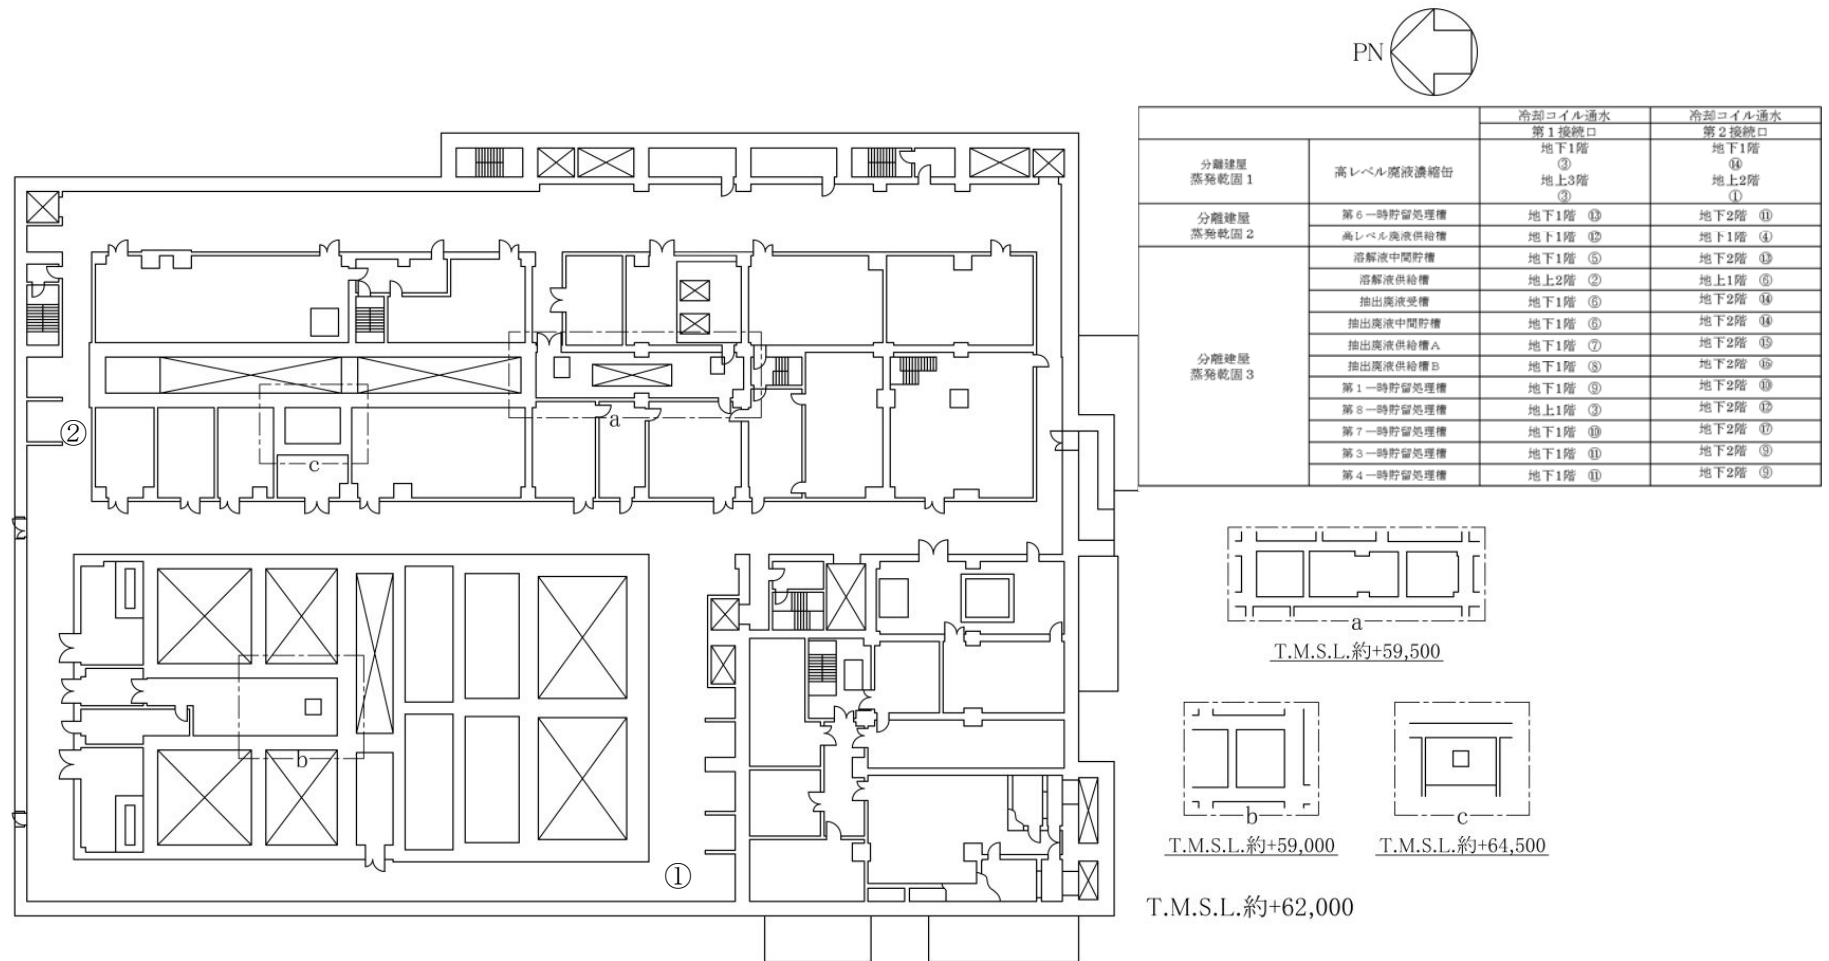 PN
冷却コイル通水 冷却コイル通水
第1接続口 第2接続口
分離建屋
蒸発乾固1
高レベル廃液濃縮缶
地下1階
③
地上3階
③
地下1階
⑭
地上2階
①
分離建屋
蒸発乾固2
第6一時貯留処理槽 地下1階 ⑬ 地下2階 ⑪
高レベル廃液供給槽 地下1階 ⑫ 地下1階 ④
分離建屋
蒸発乾固3
溶解液中間貯槽 地下1階 ⑤ 地下2階 ⑬
溶解液供給槽 地上2階 ② 地上1階 ⑥
抽出廃液受槽 地下1階 ⑥ 地下2階 ⑭
抽出廃液中間貯槽 地下1階 ⑥ 地下2階 ⑭
抽出廃液供給槽A 地下1階 ⑦ 地下2階 ⑮
抽出廃液供給槽B 地下1階 ⑧ 地下2階 ⑯
第1一時貯留処理槽 地下1階 ⑨ 地下2階 ⑩
第8一時貯留処理槽 地上1階 ③ 地下2階 ⑫
第7一時貯留処理槽 地下1階 ⑩ 地下2階 ⑰
第3一時貯留処理槽 地下1階 ⑪ 地下2階 ⑨
第4一時貯留処理槽 地下1階 ⑪ 地下2階 ⑨
a
②
c
b
①
a
T.M.S.L.約+59,500
b
T.M.S.L.約+59,000
c
T.M.S.L.約+64,500
T.M.S.L.約+62,000